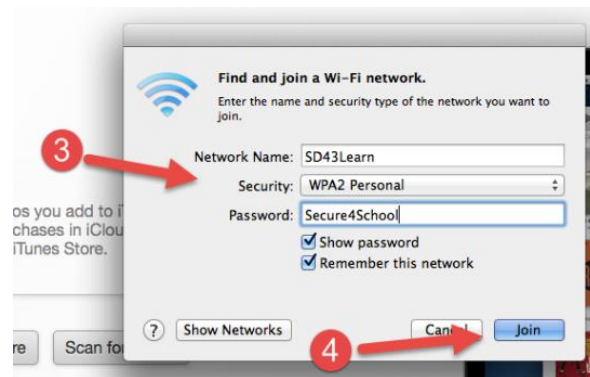 Find and join a Wi-Fi network.
Enter the name and security type of the network you want to
join.
3
Network Name: SD43Learn
Security: WPA2 Personal
Password: Secure4School
Show password
Remember this network
os you add to
chases in iClou
iTunes Store.
? Show Networks Cancel Join
4
re Scan fo